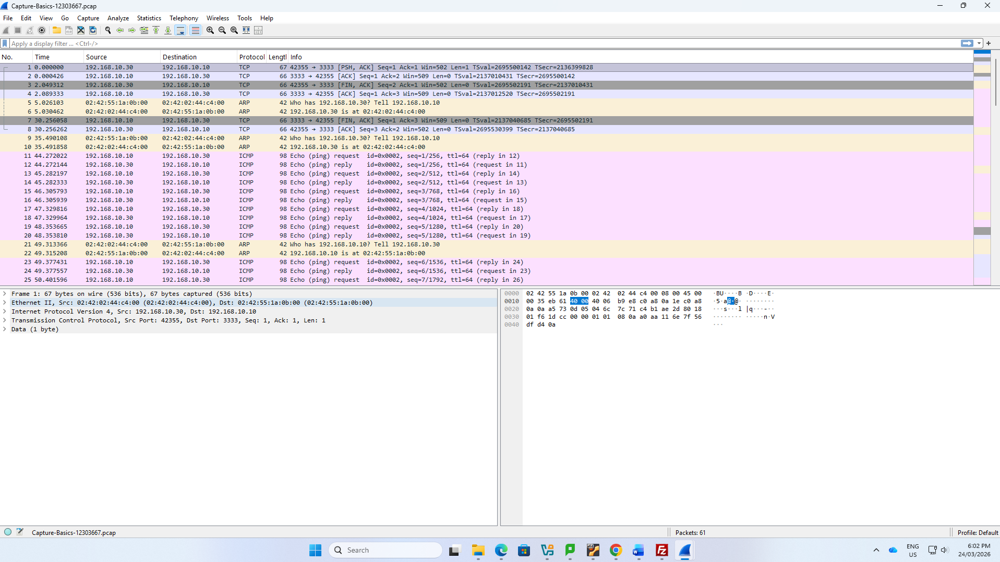 Capture-Basics-12303667.pcap
File Edit View Go Capture Analyze Statistics Telephony Wireless Tools Help
Apply a display filter ... <Ctrl-/>
No. Time Source Destination Protocol Lengtl Info
1 0.000000 192.168.10.30 192.168.10.10 TCP 67 42355 → 3333 [PSH, ACK] Seq=1 Ack=1 Win=502 Len=1 TSval=2695500142 TSecr=2136399828
2 0.000426 192.168.10.10 192.168.10.30 TCP 66 3333 → 42355 [ACK] Seq=1 Ack=2 Win=509 Len=0 TSval=2137010431 TSecr=2695500142
3 2.049312 192.168.10.30 192.168.10.10 TCP 66 42355 → 3333 [FIN, ACK] Seq=2 Ack=1 Win=502 Len=0 TSval=2695502191 TSecr=2137010431
4 2.089333 192.168.10.10 192.168.10.30 TCP 66 3333 → 42355 [ACK] Seq=1 Ack=3 Win=509 Len=0 TSval=2137012520 TSecr=2695502191
5 5.026103 02:42:55:1a:0b:00 02:42:02:44:c4:00 ARP 42 Who has 192.168.10.30? Tell 192.168.10.10
6 5.030462 02:42:02:44:c4:00 02:42:55:1a:0b:00 ARP 42 192.168.10.30 is at 02:42:02:44:c4:00
7 30.256058 192.168.10.10 192.168.10.30 TCP 66 3333 → 42355 [FIN, ACK] Seq=1 Ack=3 Win=509 Len=0 TSval=2137040685 TSecr=2695502191
8 30.256262 192.168.10.30 192.168.10.10 TCP 66 42355 → 3333 [ACK] Seq=3 Ack=2 Win=502 Len=0 TSval=2695530399 TSecr=2137040685
9 35.490108 02:42:55:1a:0b:00 02:42:02:44:c4:00 ARP 42 Who has 192.168.10.30? Tell 192.168.10.10
10 35.491858 02:42:02:44:c4:00 02:42:55:1a:0b:00 ARP 42 192.168.10.30 is at 02:42:02:44:c4:00
11 44.272022 192.168.10.10 192.168.10.30 ICMP 98 Echo (ping) request id=0x0002, seq=1/256, ttl=64 (reply in 12)
12 44.272144 192.168.10.30 192.168.10.10 ICMP 98 Echo (ping) reply id=0x0002, seq=1/256, ttl=64 (request in 11)
13 45.282197 192.168.10.10 192.168.10.30 ICMP 98 Echo (ping) request id=0x0002, seq=2/512, ttl=64 (reply in 14)
14 45.282333 192.168.10.30 192.168.10.10 ICMP 98 Echo (ping) reply id=0x0002, seq=2/512, ttl=64 (request in 13)
15 46.305793 192.168.10.10 192.168.10.30 ICMP 98 Echo (ping) request id=0x0002, seq=3/768, ttl=64 (reply in 16)
16 46.305939 192.168.10.30 192.168.10.10 ICMP 98 Echo (ping) reply id=0x0002, seq=3/768, ttl=64 (request in 15)
17 47.329816 192.168.10.10 192.168.10.30 ICMP 98 Echo (ping) request id=0x0002, seq=4/1024, ttl=64 (reply in 18)
18 47.329964 192.168.10.30 192.168.10.10 ICMP 98 Echo (ping) reply id=0x0002, seq=4/1024, ttl=64 (request in 17)
19 48.353665 192.168.10.10 192.168.10.30 ICMP 98 Echo (ping) request id=0x0002, seq=5/1280, ttl=64 (reply in 20)
20 48.353810 192.168.10.30 192.168.10.10 ICMP 98 Echo (ping) reply id=0x0002, seq=5/1280, ttl=64 (request in 19)
21 49.313366 02:42:02:44:c4:00 02:42:55:1a:0b:00 ARP 42 Who has 192.168.10.10? Tell 192.168.10.30
22 49.315208 02:42:55:1a:0b:00 02:42:02:44:c4:00 ARP 42 192.168.10.10 is at 02:42:55:1a:0b:00
23 49.377431 192.168.10.10 192.168.10.30 ICMP 98 Echo (ping) request id=0x0002, seq=6/1536, ttl=64 (reply in 24)
24 49.377557 192.168.10.30 192.168.10.10 ICMP 98 Echo (ping) reply id=0x0002, seq=6/1536, ttl=64 (request in 23)
25 50.401596 192.168.10.10 192.168.10.30 ICMP 98 Echo (ping) request id=0x0002, seq=7/1792, ttl=64 (reply in 26)
Frame 1: 67 bytes on wire (536 bits), 67 bytes captured (536 bits)
Ethernet II, Src: 02:42:02:44:c4:00 (02:42:02:44:c4:00), Dst: 02:42:55:1a:0b:00 (02:42:55:1a:0b:00)
Internet Protocol Version 4, Src: 192.168.10.30, Dst: 192.168.10.10
Transmission Control Protocol, Src Port: 42355, Dst Port: 3333, Seq: 1, Ack: 1, Len: 1
Data (1 byte)
0000 02 42 55 1a 0b 00 02 42 02 44 c4 00 08 00 45 00 ·BU····B ·D····E·
0010 00 35 eb 61 40 00 40 06 b9 e8 c0 a8 0a 1e c0 a8 ·5·a@·@· ········
0020 0a 0a a5 73 0d 05 04 6c 7c 71 c4 b1 ae 2d 80 18 ···s···l |q···-··
0030 01 f6 1d cc 00 00 01 01 08 0a a0 aa 11 6e 7f 56 ········ ·····n·V
0040 df d4 0a ···
Capture-Basics-12303667.pcap Packets: 61 Profile: Default
Search
ENG
US
6:02 PM
24/03/2026